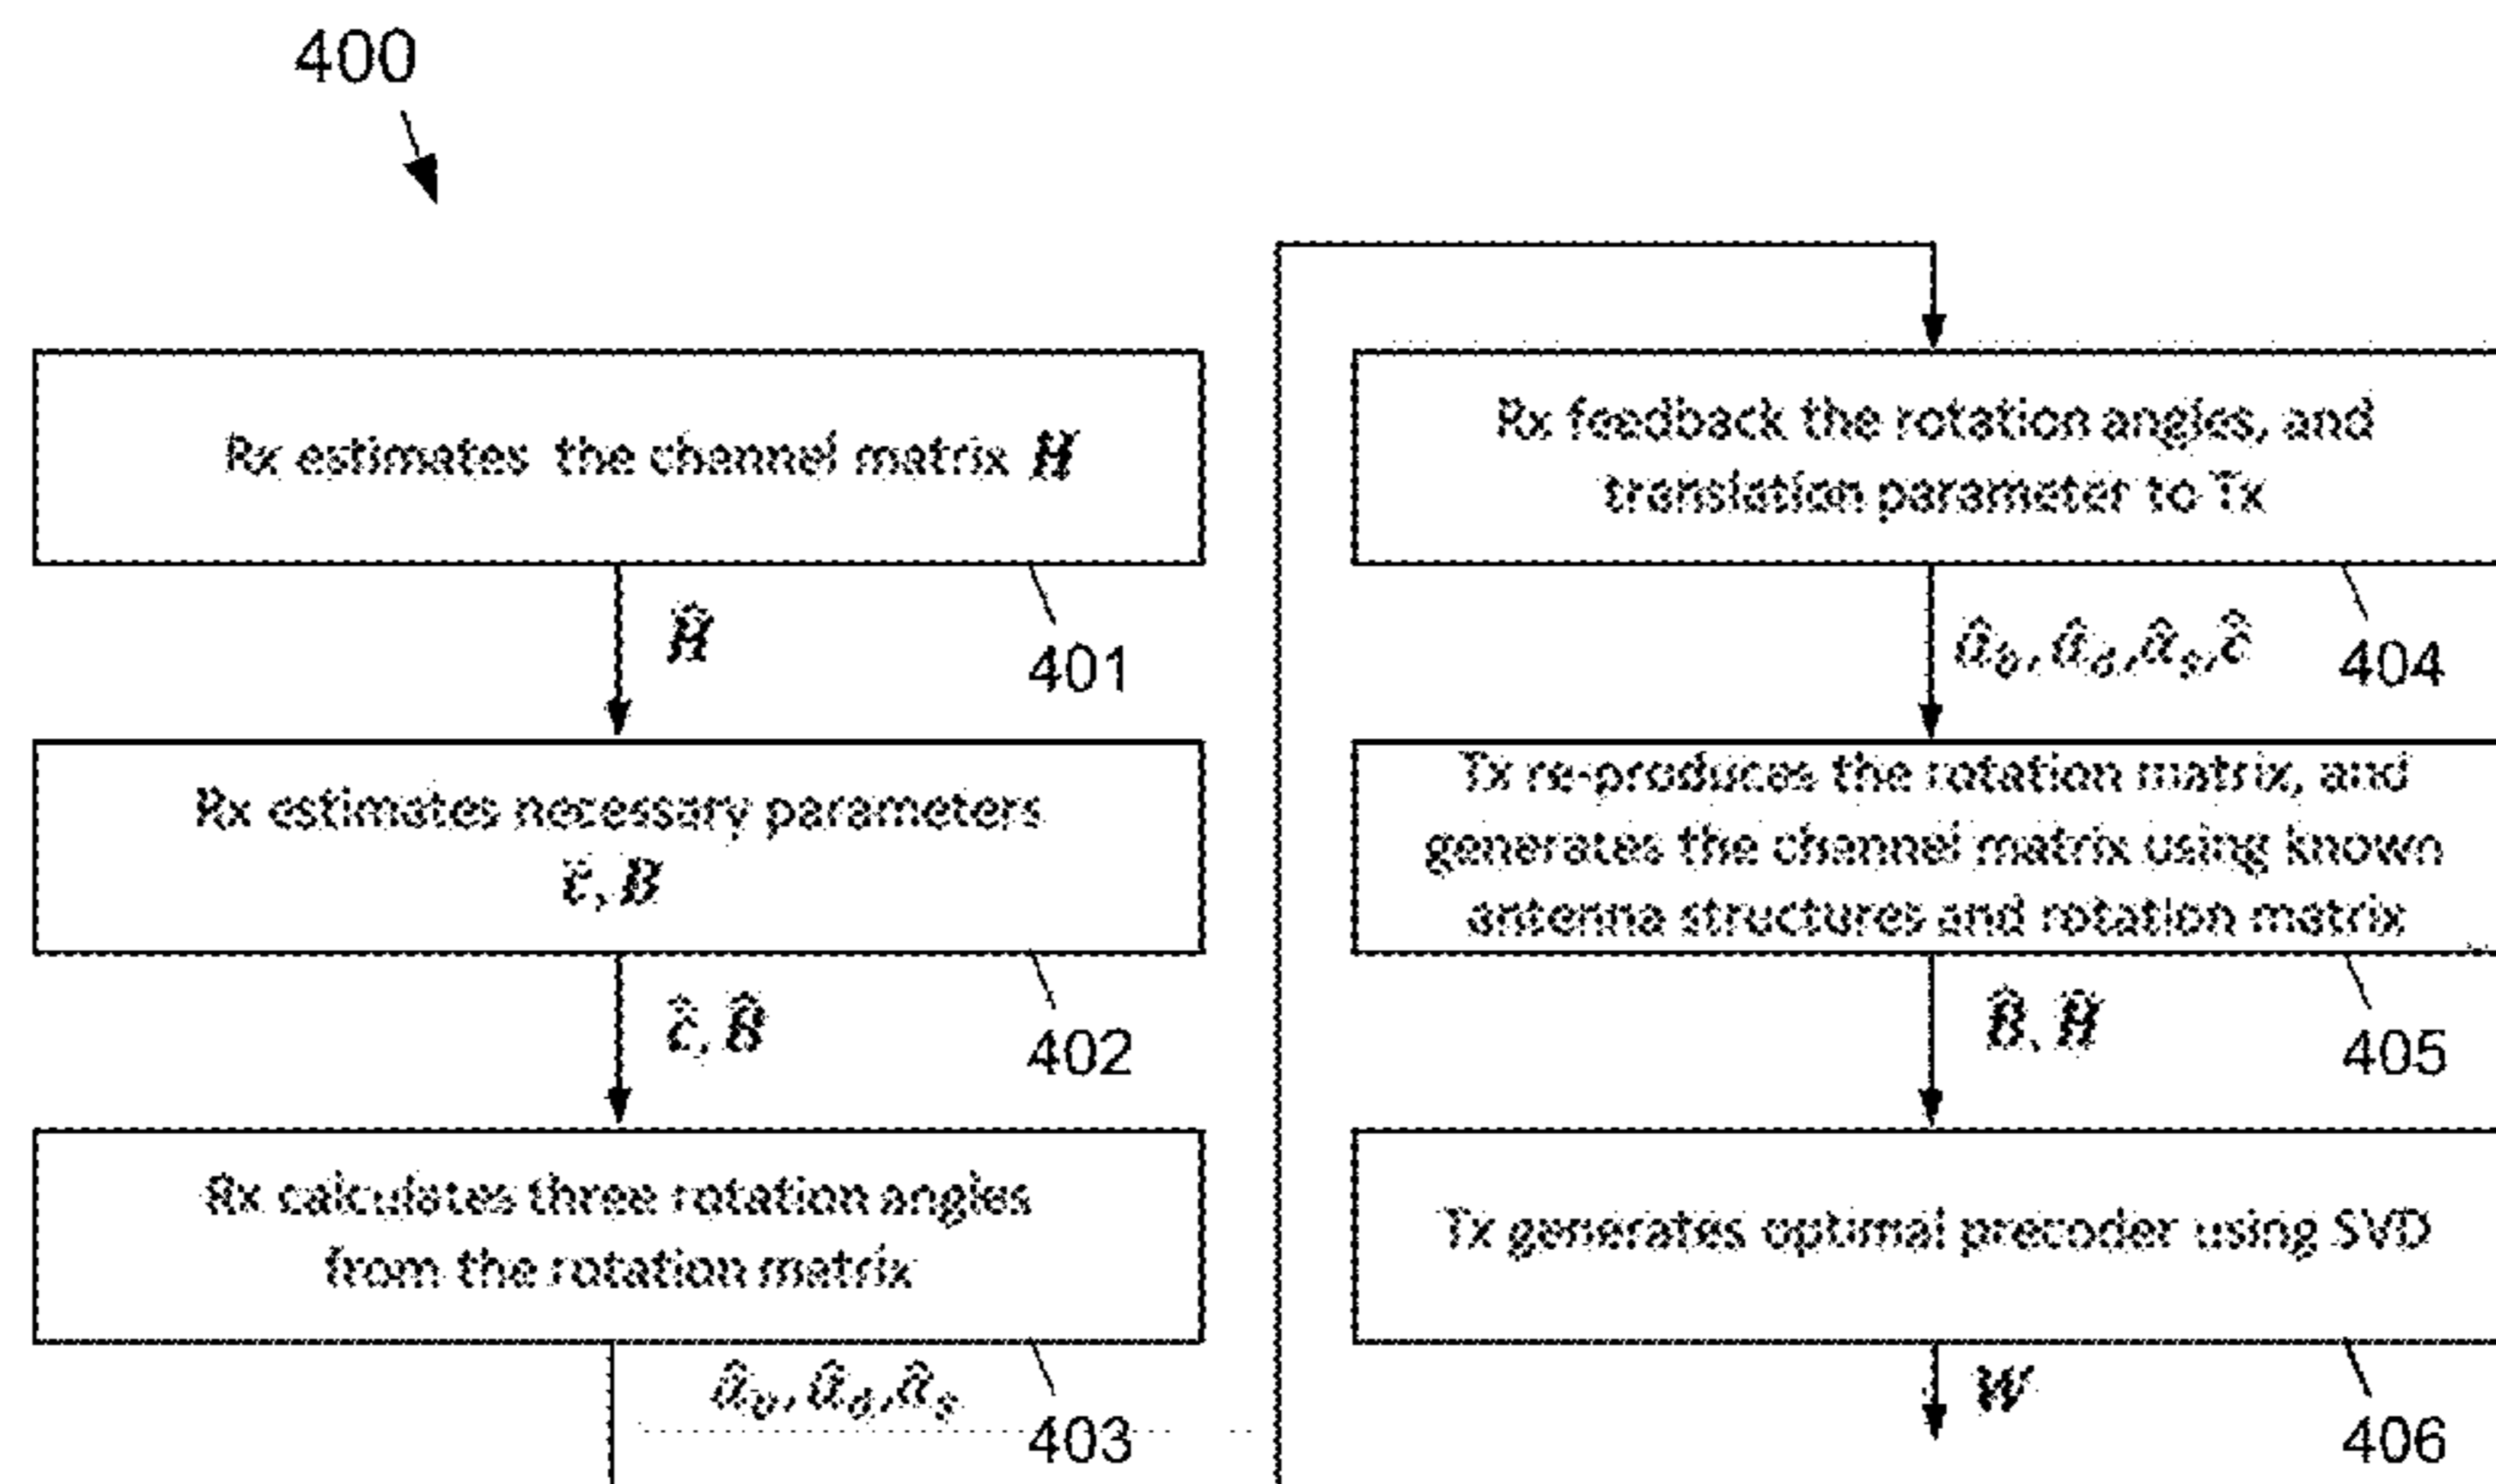 400
Rx estimates the channel matrix H
Ĥ
401
Rx estimates necessary parameters
c̈, B
402
Rx calculates three rotation angles
from the rotation matrix
403
Rx feedback the rotation angles, and
translation parameter to Tx
404
Tx re-produces the rotation matrix, and
generates the channel matrix using known
antenna structures and rotation matrix
B̂, Ĥ
405
Tx generates optimal precoder using SVD
W
406